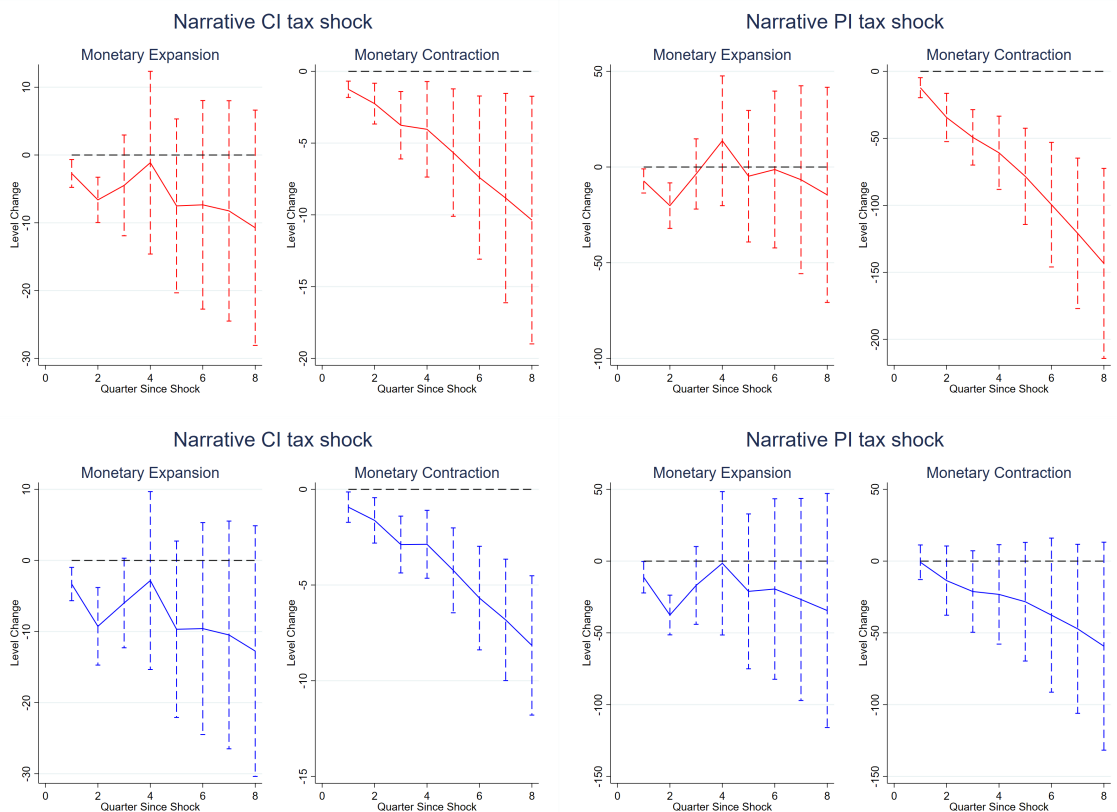 Narrative CI tax shock
Monetary Expansion
Level Change
10
0
-10
-20
-30
0 2 4 6 8
Quarter Since Shock
Monetary Contraction
Level Change
0
-5
-10
-15
-20
0 2 4 6 8
Quarter Since Shock
Narrative PI tax shock
Monetary Expansion
Level Change
50
0
-50
-100
0 2 4 6 8
Quarter Since Shock
Monetary Contraction
Level Change
0
-50
-100
-150
-200
0 2 4 6 8
Quarter Since Shock
Narrative CI tax shock
Monetary Expansion
Level Change
10
0
-10
-20
-30
0 2 4 6 8
Quarter Since Shock
Monetary Contraction
Level Change
0
-5
-10
-15
0 2 4 6 8
Quarter Since Shock
Narrative PI tax shock
Monetary Expansion
Level Change
50
0
-50
-100
-150
0 2 4 6 8
Quarter Since Shock
Monetary Contraction
Level Change
50
0
-50
-100
-150
0 2 4 6 8
Quarter Since Shock